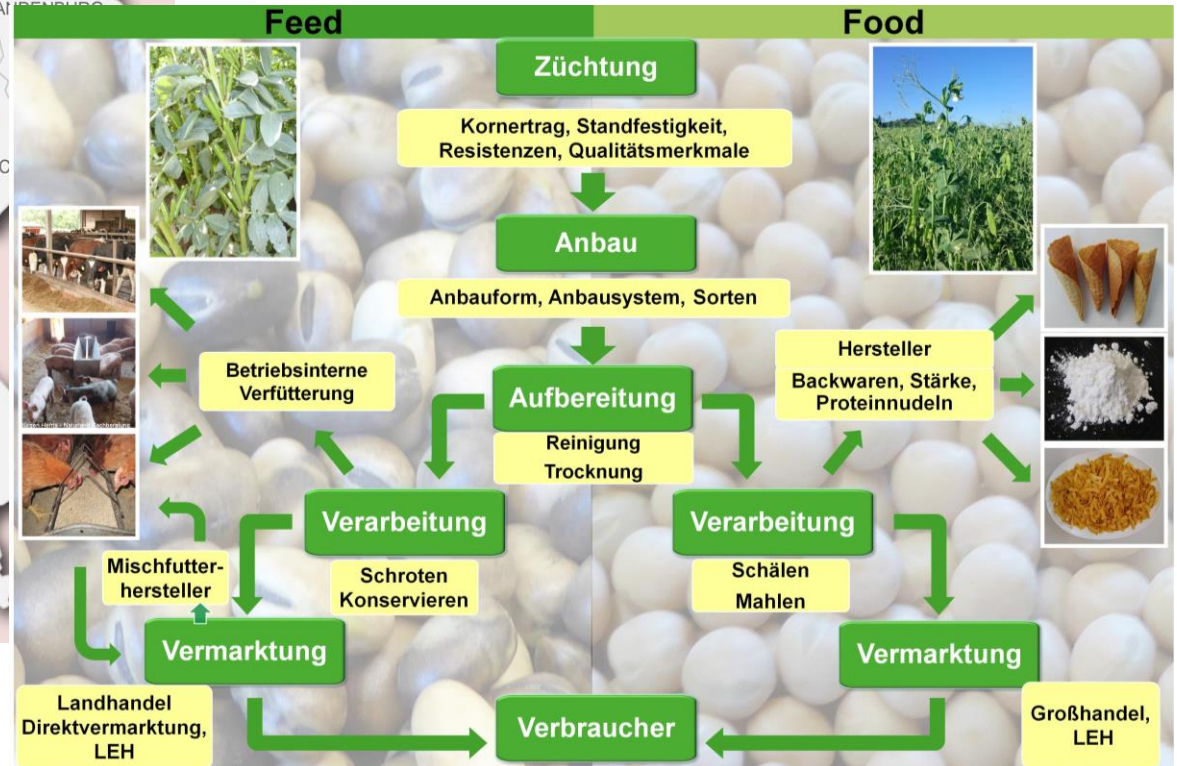 ANDENBURG
Feed
Food
Züchtung
Kornertrag, Standfestigkeit,
Resistenzen, Qualitätsmerkmale
Anbau
Anbauform, Anbausystem, Sorten
Betriebsinterne
Verfütterung
Aufbereitung
Reinigung
Trocknung
Hersteller
Backwaren, Stärke,
Proteinnudeln
Verarbeitung
Schroten
Konservieren
Verarbeitung
Schälen
Mahlen
Mischfutter-
hersteller
Vermarktung
Vermarktung
Landhandel
Direktvermarktung,
LEH
Verbraucher
Großhandel,
LEH